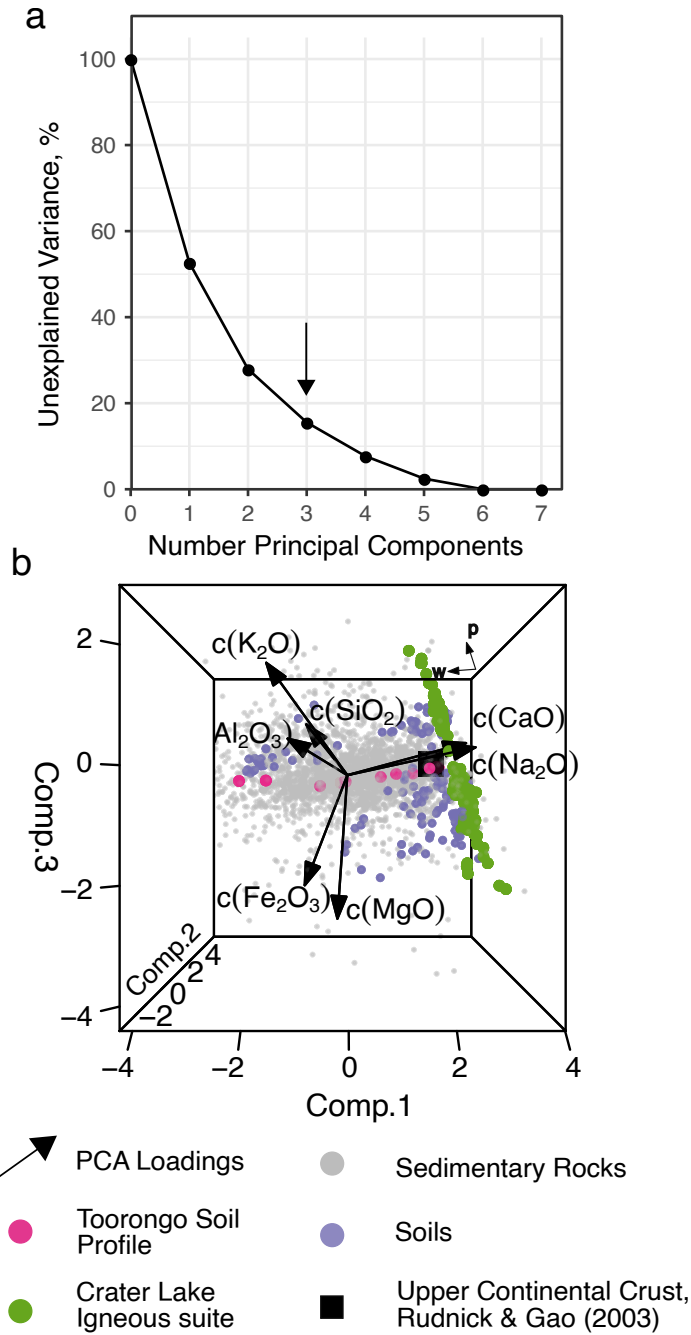 a
Unexplained Variance, %
100
80
60
40
20
0
0 1 2 3 4 5 6 7
Number Principal Components
b
Comp.3
2
0
−2
−4
c(K₂O)
c(SiO₂)
Al₂O₃)
p
w
c(CaO)
c(Na₂O)
c(Fe₂O₃)
c(MgO)
Comp.2
4
2
0
−2
−4 −2 0 2 4
Comp.1
PCA Loadings
Sedimentary Rocks
Toorongo Soil
Profile
Soils
Crater Lake
Igneous suite
Upper Continental Crust,
Rudnick & Gao (2003)